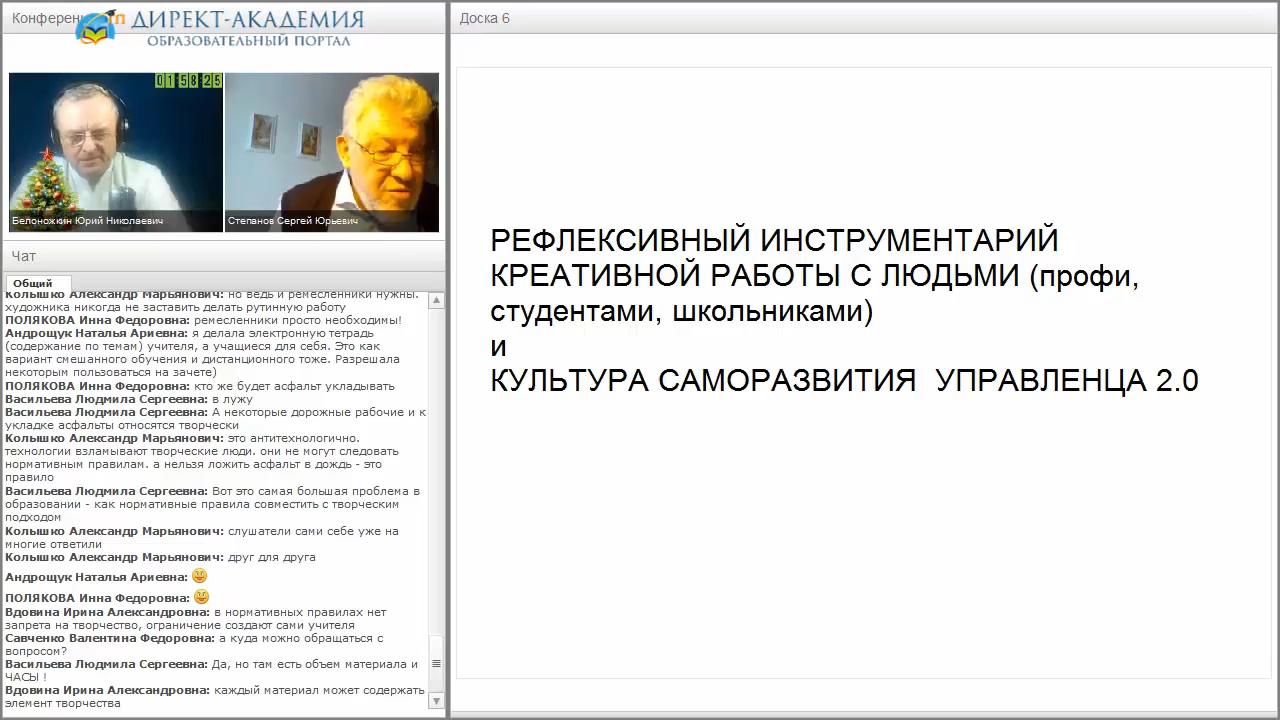 Конферен
ДИРЕКТ-АКАДЕМИЯ
ОБРАЗОВАТЕЛЬНЫЙ ПОРТАЛ
01:58:25
Белоножкин Юрий Николаевич
Степанов Сергей Юрьевич
Чат
Общий
Колышко Александр Марьянович: но ведь и ремесленники нужны.
художника никогда не заставить делать рутинную работу
ПОЛЯКОВА Инна Федоровна: ремесленники просто необходимы!
Андрощук Наталья Ариевна: я делала электронную тетрадь
(содержание по темам) учителя, а учащиеся для себя. Это как
вариант смешанного обучения и дистанционного тоже. Разрешала
некоторым пользоваться на зачете)
ПОЛЯКОВА Инна Федоровна: кто же будет асфальт укладывать
Васильева Людмила Сергеевна: в лужу
Васильева Людмила Сергеевна: А некоторые дорожные рабочие и к
укладке асфальты относятся творчески
Колышко Александр Марьянович: это антитехнологично.
технологии взламывают творческие люди. они не могут следовать
нормативным правилам. а нельзя ложить асфальт в дождь - это
правило
Васильева Людмила Сергеевна: Вот это самая большая проблема в
образовании - как нормативные правила совместить с творческим
подходом
Колышко Александр Марьянович: слушатели сами себе уже на
многие ответили
Колышко Александр Марьянович: друг для друга
Андрощук Наталья Ариевна:
ПОЛЯКОВА Инна Федоровна:
Вдовина Ирина Александровна: в нормативных правилах нет
запрета на творчество, ограничение создают сами учителя
Савченко Валентина Федоровна: а куда можно обращаться с
вопросом?
Васильева Людмила Сергеевна: Да, но там есть объем материала и
ЧАСЫ !
Вдовина Ирина Александровна: каждый материал может содержать
элемент творчества
Доска 6
РЕФЛЕКСИВНЫЙ ИНСТРУМЕНТАРИЙ
КРЕАТИВНОЙ РАБОТЫ С ЛЮДЬМИ (профи,
студентами, школьниками)
и
КУЛЬТУРА САМОРАЗВИТИЯ УПРАВЛЕНЦА 2.0